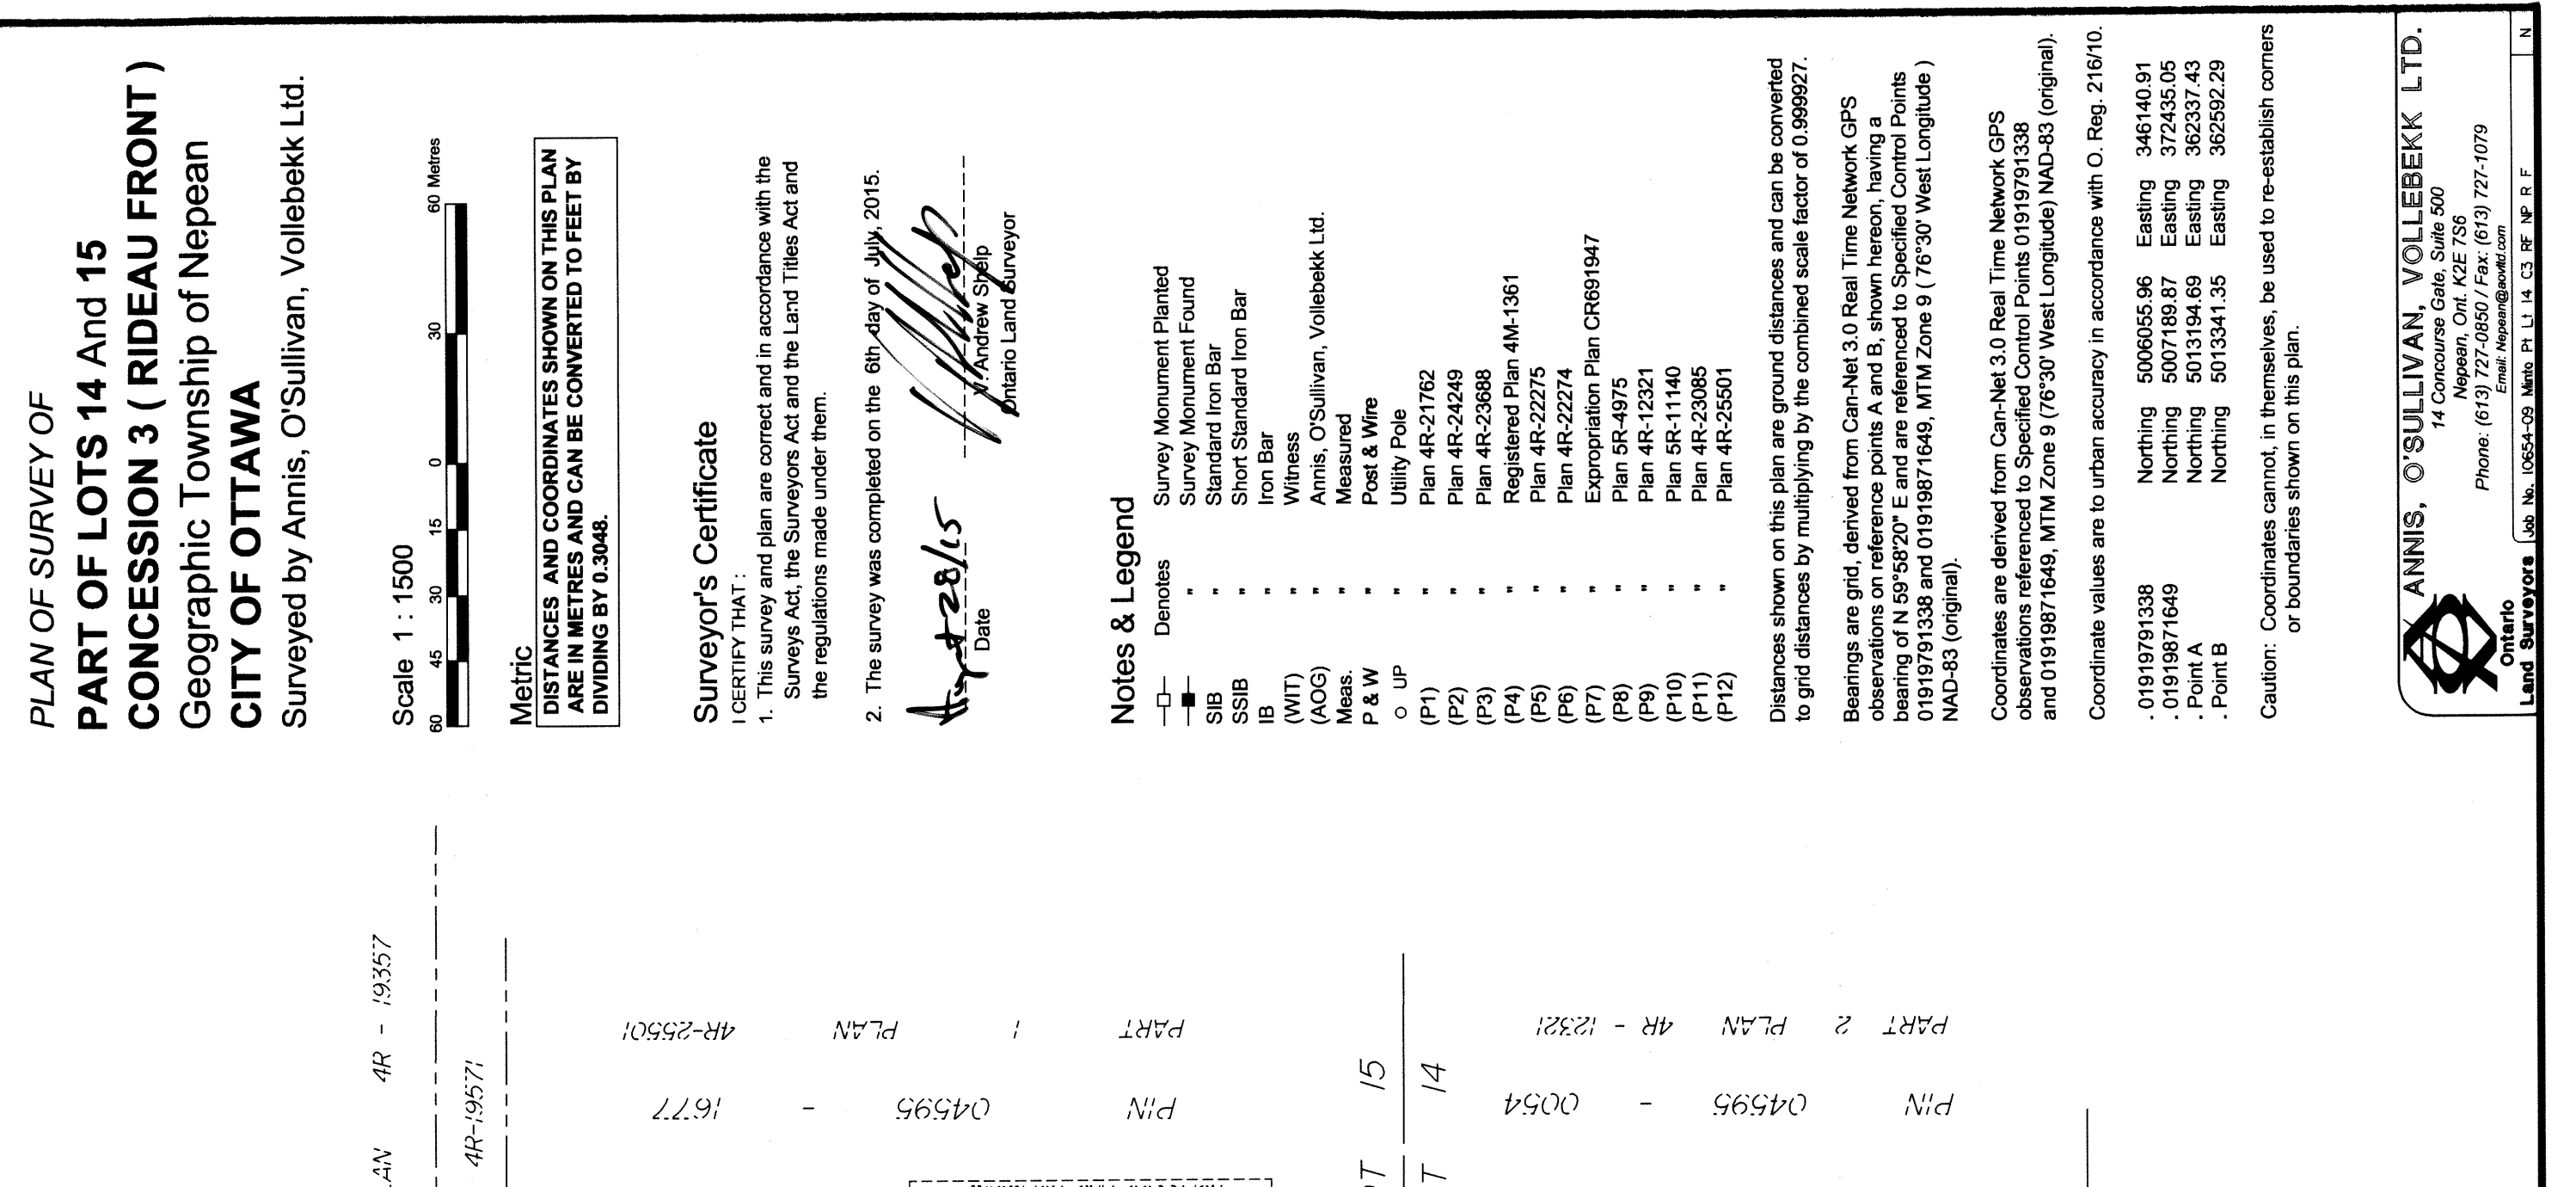 PLAN OF SURVEY OF
PART OF LOTS 14 And 15
CONCESSION 3 ( RIDEAU FRONT )
Geographic Township of Nepean
CITY OF OTTAWA
Surveyed by Annis, O'Sullivan, Vollebekk Ltd.
Scale 1 : 1500
60 45 30 15 0 30 60 Metres
Metric
DISTANCES AND COORDINATES SHOWN ON THIS PLAN
ARE IN METRES AND CAN BE CONVERTED TO FEET BY
DIVIDING BY 0.3048.
Surveyor's Certificate
I CERTIFY THAT :
1. This survey and plan are correct and in accordance with the
Surveys Act, the Surveyors Act and the Land Titles Act and
the regulations made under them.
2. The survey was completed on the 6th day of July, 2015.
August 28/15
Date
V. Andrew Shelp
Ontario Land Surveyor
Notes & Legend
Denotes Survey Monument Planted
" Survey Monument Found
SIB " Standard Iron Bar
SSIB " Short Standard Iron Bar
IB " Iron Bar
(WIT) " Witness
(AOG) " Annis, O'Sullivan, Vollebekk Ltd.
Meas. " Measured
P & W " Post & Wire
○ UP " Utility Pole
(P1) " Plan 4R-21762
(P2) " Plan 4R-24249
(P3) " Plan 4R-23688
(P4) " Registered Plan 4M-1361
(P5) " Plan 4R-22275
(P6) " Plan 4R-22274
(P7) " Expropriation Plan CR691947
(P8) " Plan 5R-4975
(P9) " Plan 4R-12321
(P10) " Plan 5R-11140
(P11) " Plan 4R-23085
(P12) " Plan 4R-25501
Distances shown on this plan are ground distances and can be converted
to grid distances by multiplying by the combined scale factor of 0.999927.
Bearings are grid, derived from Can-Net 3.0 Real Time Network GPS
observations on reference points A and B, shown hereon, having a
bearing of N 59°58'20" E and are referenced to Specified Control Points
01919791338 and 01919871649, MTM Zone 9 ( 76°30' West Longitude )
NAD-83 (original).
Coordinates are derived from Can-Net 3.0 Real Time Network GPS
observations referenced to Specified Control Points 01919791338
and 01919871649, MTM Zone 9 (76°30' West Longitude) NAD-83 (original).
Coordinate values are to urban accuracy in accordance with O. Reg. 216/10.
. 01919791338 Northing 5006055.96 Easting 346140.91
. 01919871649 Northing 5007189.87 Easting 372435.05
. Point A Northing 5013194.69 Easting 362337.43
. Point B Northing 5013341.35 Easting 362592.29
Caution: Coordinates cannot, in themselves, be used to re-establish corners
or boundaries shown on this plan.
ANNIS, O'SULLIVAN, VOLLEBEKK LTD.
14 Concourse Gate, Suite 500
Nepean, Ont. K2E 7S6
Phone: (613) 727-0850 / Fax: (613) 727-1079
Email: Nepean@aovltd.com
Ontario
Land Surveyors
Job No. 10654-09 Minto Pt Lt 14 C3 RF NP R F
N
4R - 19357
4R-19571
PART 1 PLAN 4R-25501
PIN 04595 - 1677
15
14
PART 2 PLAN 4R - 12321
PIN 04595 - 0054